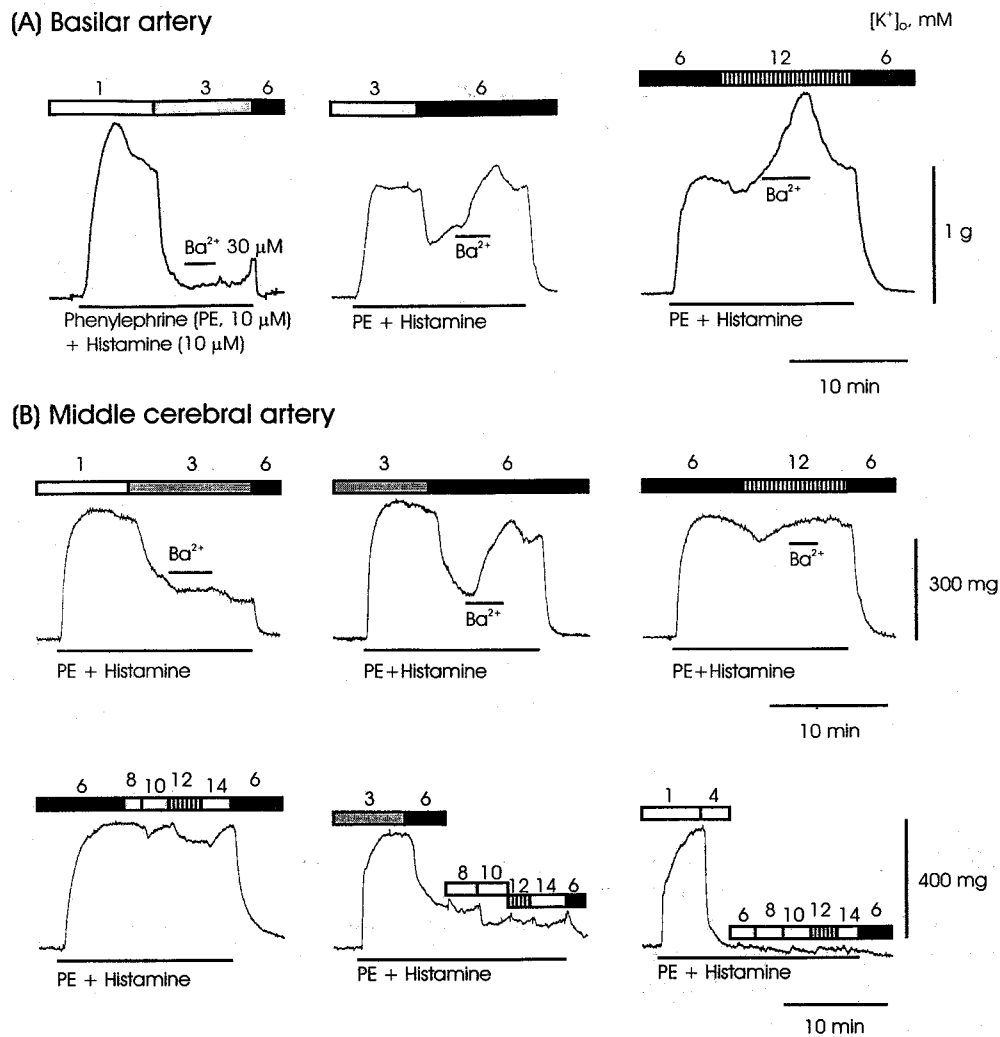 (A) Basilar artery
[K⁺]₀, mM
1 3 6
3 6
6 12 6
Ba²⁺ 30 µM
Ba²⁺
Ba²⁺
1 g
Phenylephrine (PE, 10 µM)
+ Histamine (10 µM)
PE + Histamine
PE + Histamine
10 min
(B) Middle cerebral artery
1 3 6
3 6
6 12 6
Ba²⁺
Ba²⁺
Ba²⁺
300 mg
PE + Histamine
PE+Histamine
PE+Histamine
10 min
6 8 10 12 14 6
3 6
8 10
12 14 6
1 4
6 8 10 12 14 6
400 mg
PE + Histamine
PE + Histamine
PE + Histamine
10 min